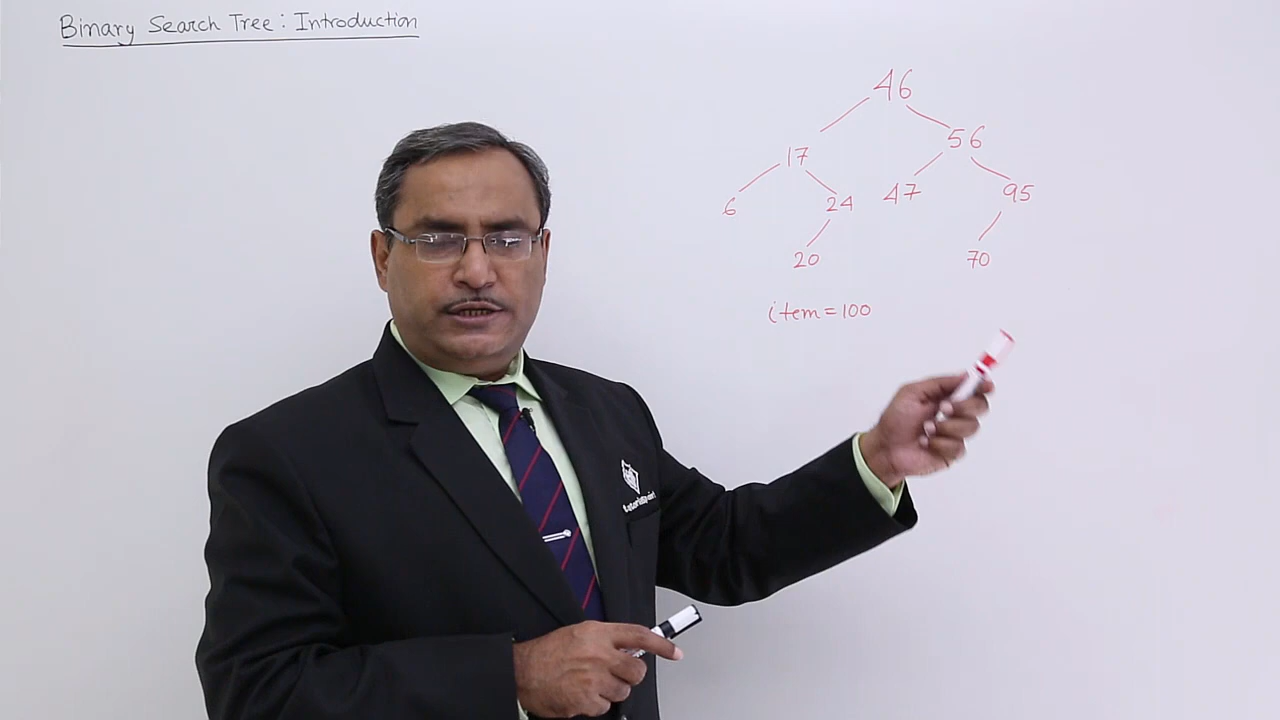 Binary Search Tree : Introduction
46
17 56
6 24 47 95
20 70
item = 100